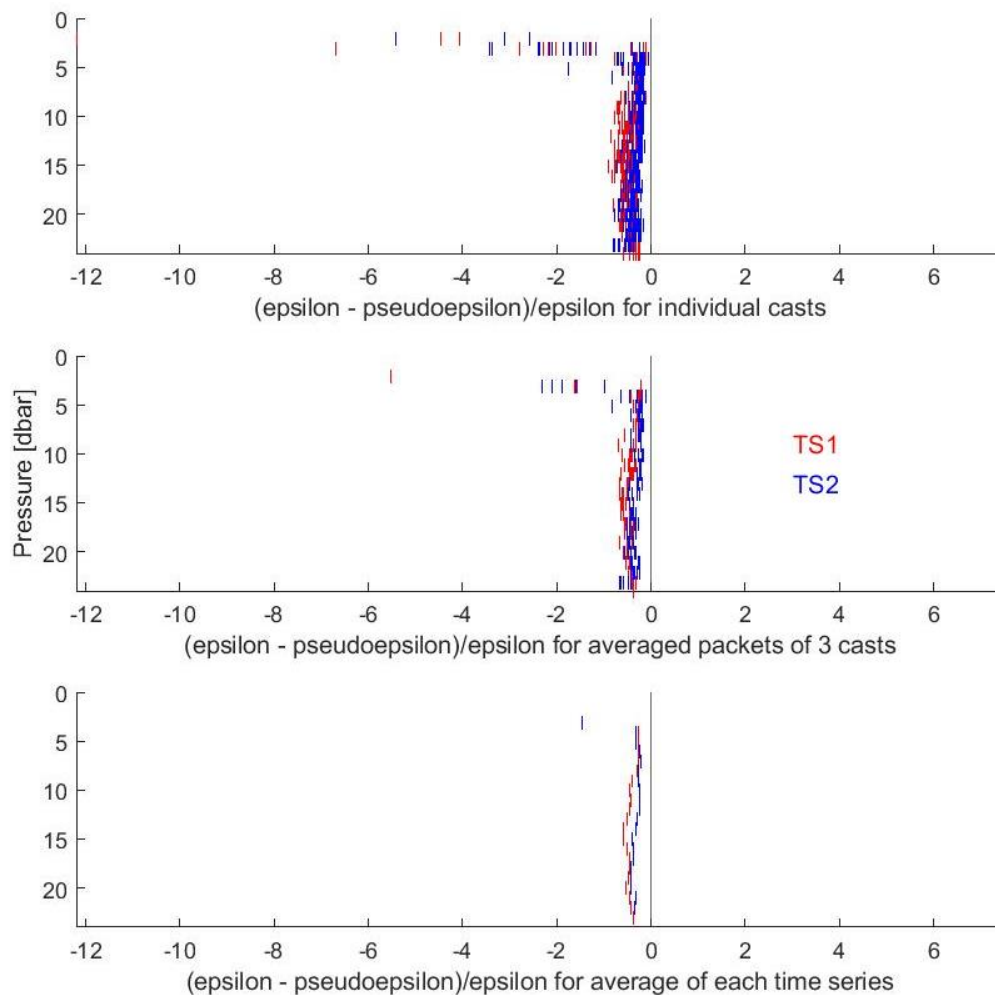 0
5
10
15
20
-12 -10 -8 -6 -4 -2 0 2 4 6
(epsilon - pseudoepsilon)/epsilon for individual casts
Pressure [dbar]
0
5
10
15
20
TS1
TS2
-12 -10 -8 -6 -4 -2 0 2 4 6
(epsilon - pseudoepsilon)/epsilon for averaged packets of 3 casts
0
5
10
15
20
-12 -10 -8 -6 -4 -2 0 2 4 6
(epsilon - pseudoepsilon)/epsilon for average of each time series